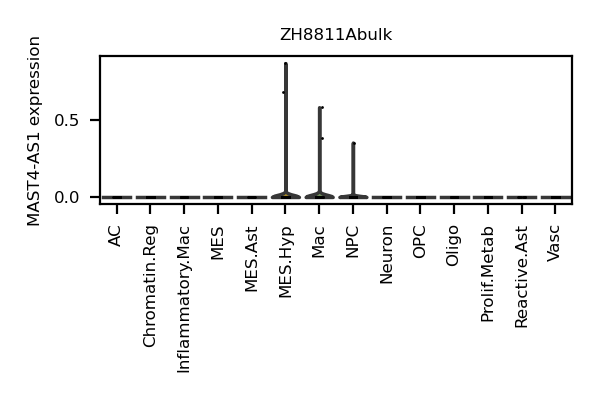 ZH8811Abulk
MAST4-AS1 expression
0.5
0.0
AC
Chromatin.Reg
Inflammatory.Mac
MES
MES.Ast
MES.Hyp
Mac
NPC
Neuron
OPC
Oligo
Prolif.Metab
Reactive.Ast
Vasc